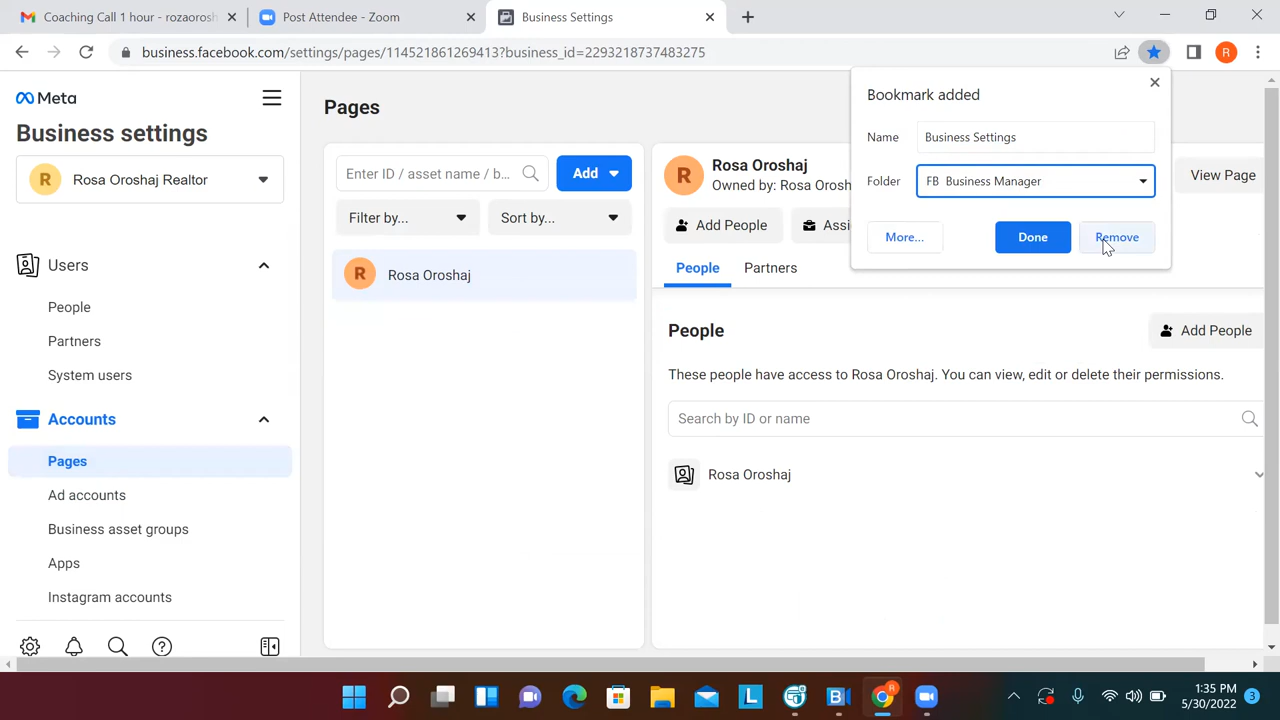 Coaching Call 1 hour - rozaorosh
Post Attendee - Zoom
Business Settings
business.facebook.com/settings/pages/114521861269413?business_id=2293218737483275
R
Bookmark added
Name
Business Settings
Folder
FB Business Manager
More...
Done
Remove
Meta
Business settings
R
Rosa Oroshaj Realtor
Users
People
Partners
System users
Accounts
Pages
Ad accounts
Business asset groups
Apps
Instagram accounts
Pages
Enter ID / asset name / b...
Add
Filter by...
Sort by...
R
Rosa Oroshaj
R
Rosa Oroshaj
Owned by: Rosa Orosh
View Page
Add People
Assi
People
Partners
People
Add People
These people have access to Rosa Oroshaj. You can view, edit or delete their permissions.
Search by ID or name
Rosa Oroshaj
L
B
R
1:35 PM
5/30/2022
3